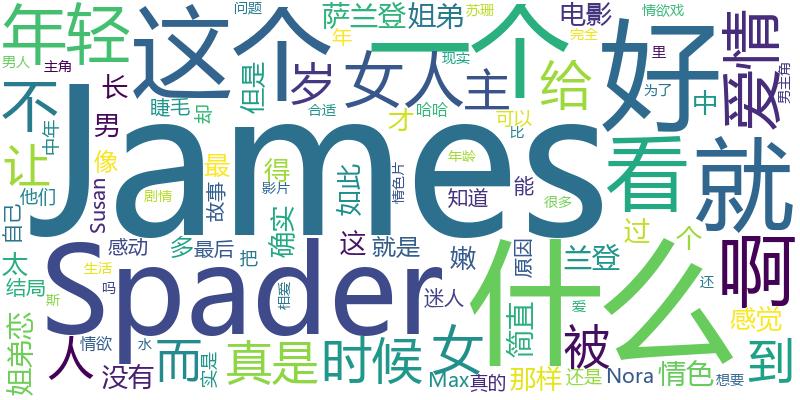 年轻
这个
萨兰登
姐弟
电影
苏珊
情欲戏
一个
问题
年
现实
完全
男人
主角
好
爱情
里
男主角
不
长
睫毛
却
但是
岁
女人
主
给
才
哈哈
合适
可以
比
中
为了
让
中年
男
像
James
看
就
他们
剧情
最
故事
得
影片
如此
情色片
年龄
知道
能
很多
自己
Susan
感动
多
最后
把
确实
这
就是
嫩
原因
兰登
过
个
啊
太
结局
斯
生活
吗
Spader
相爱
迷人
什么
爱
还
感觉
姐弟恋
人
情欲
没有
水
而
实是
真是
时候
女
Max
真的
简直
那样
被
还是
Nora
情色
想要
到